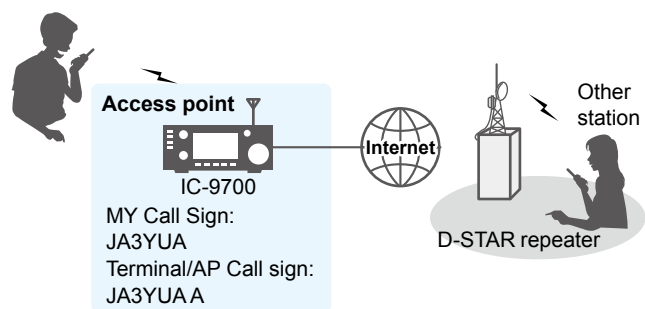 Access point
IC-9700
MY Call Sign:
JA3YUA
Terminal/AP Call sign:
JA3YUA A
Internet
Other
station
D-STAR repeater